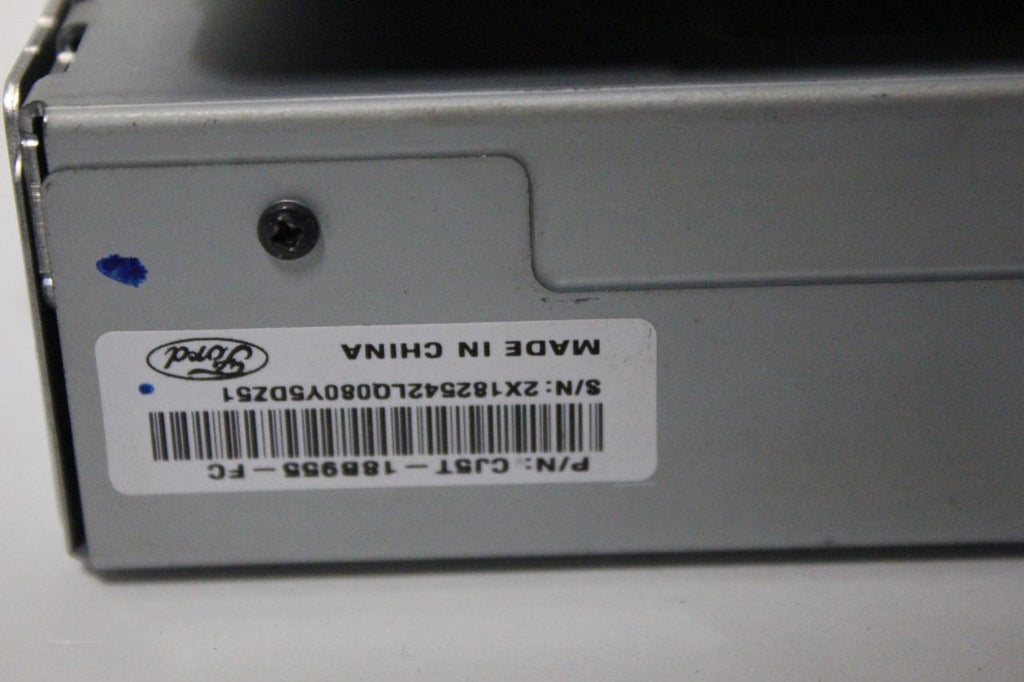 P/N: CJ5T-18B955-FC
S/N: 2X182542LQ080Y5DZ51
MADE IN CHINA
Ford